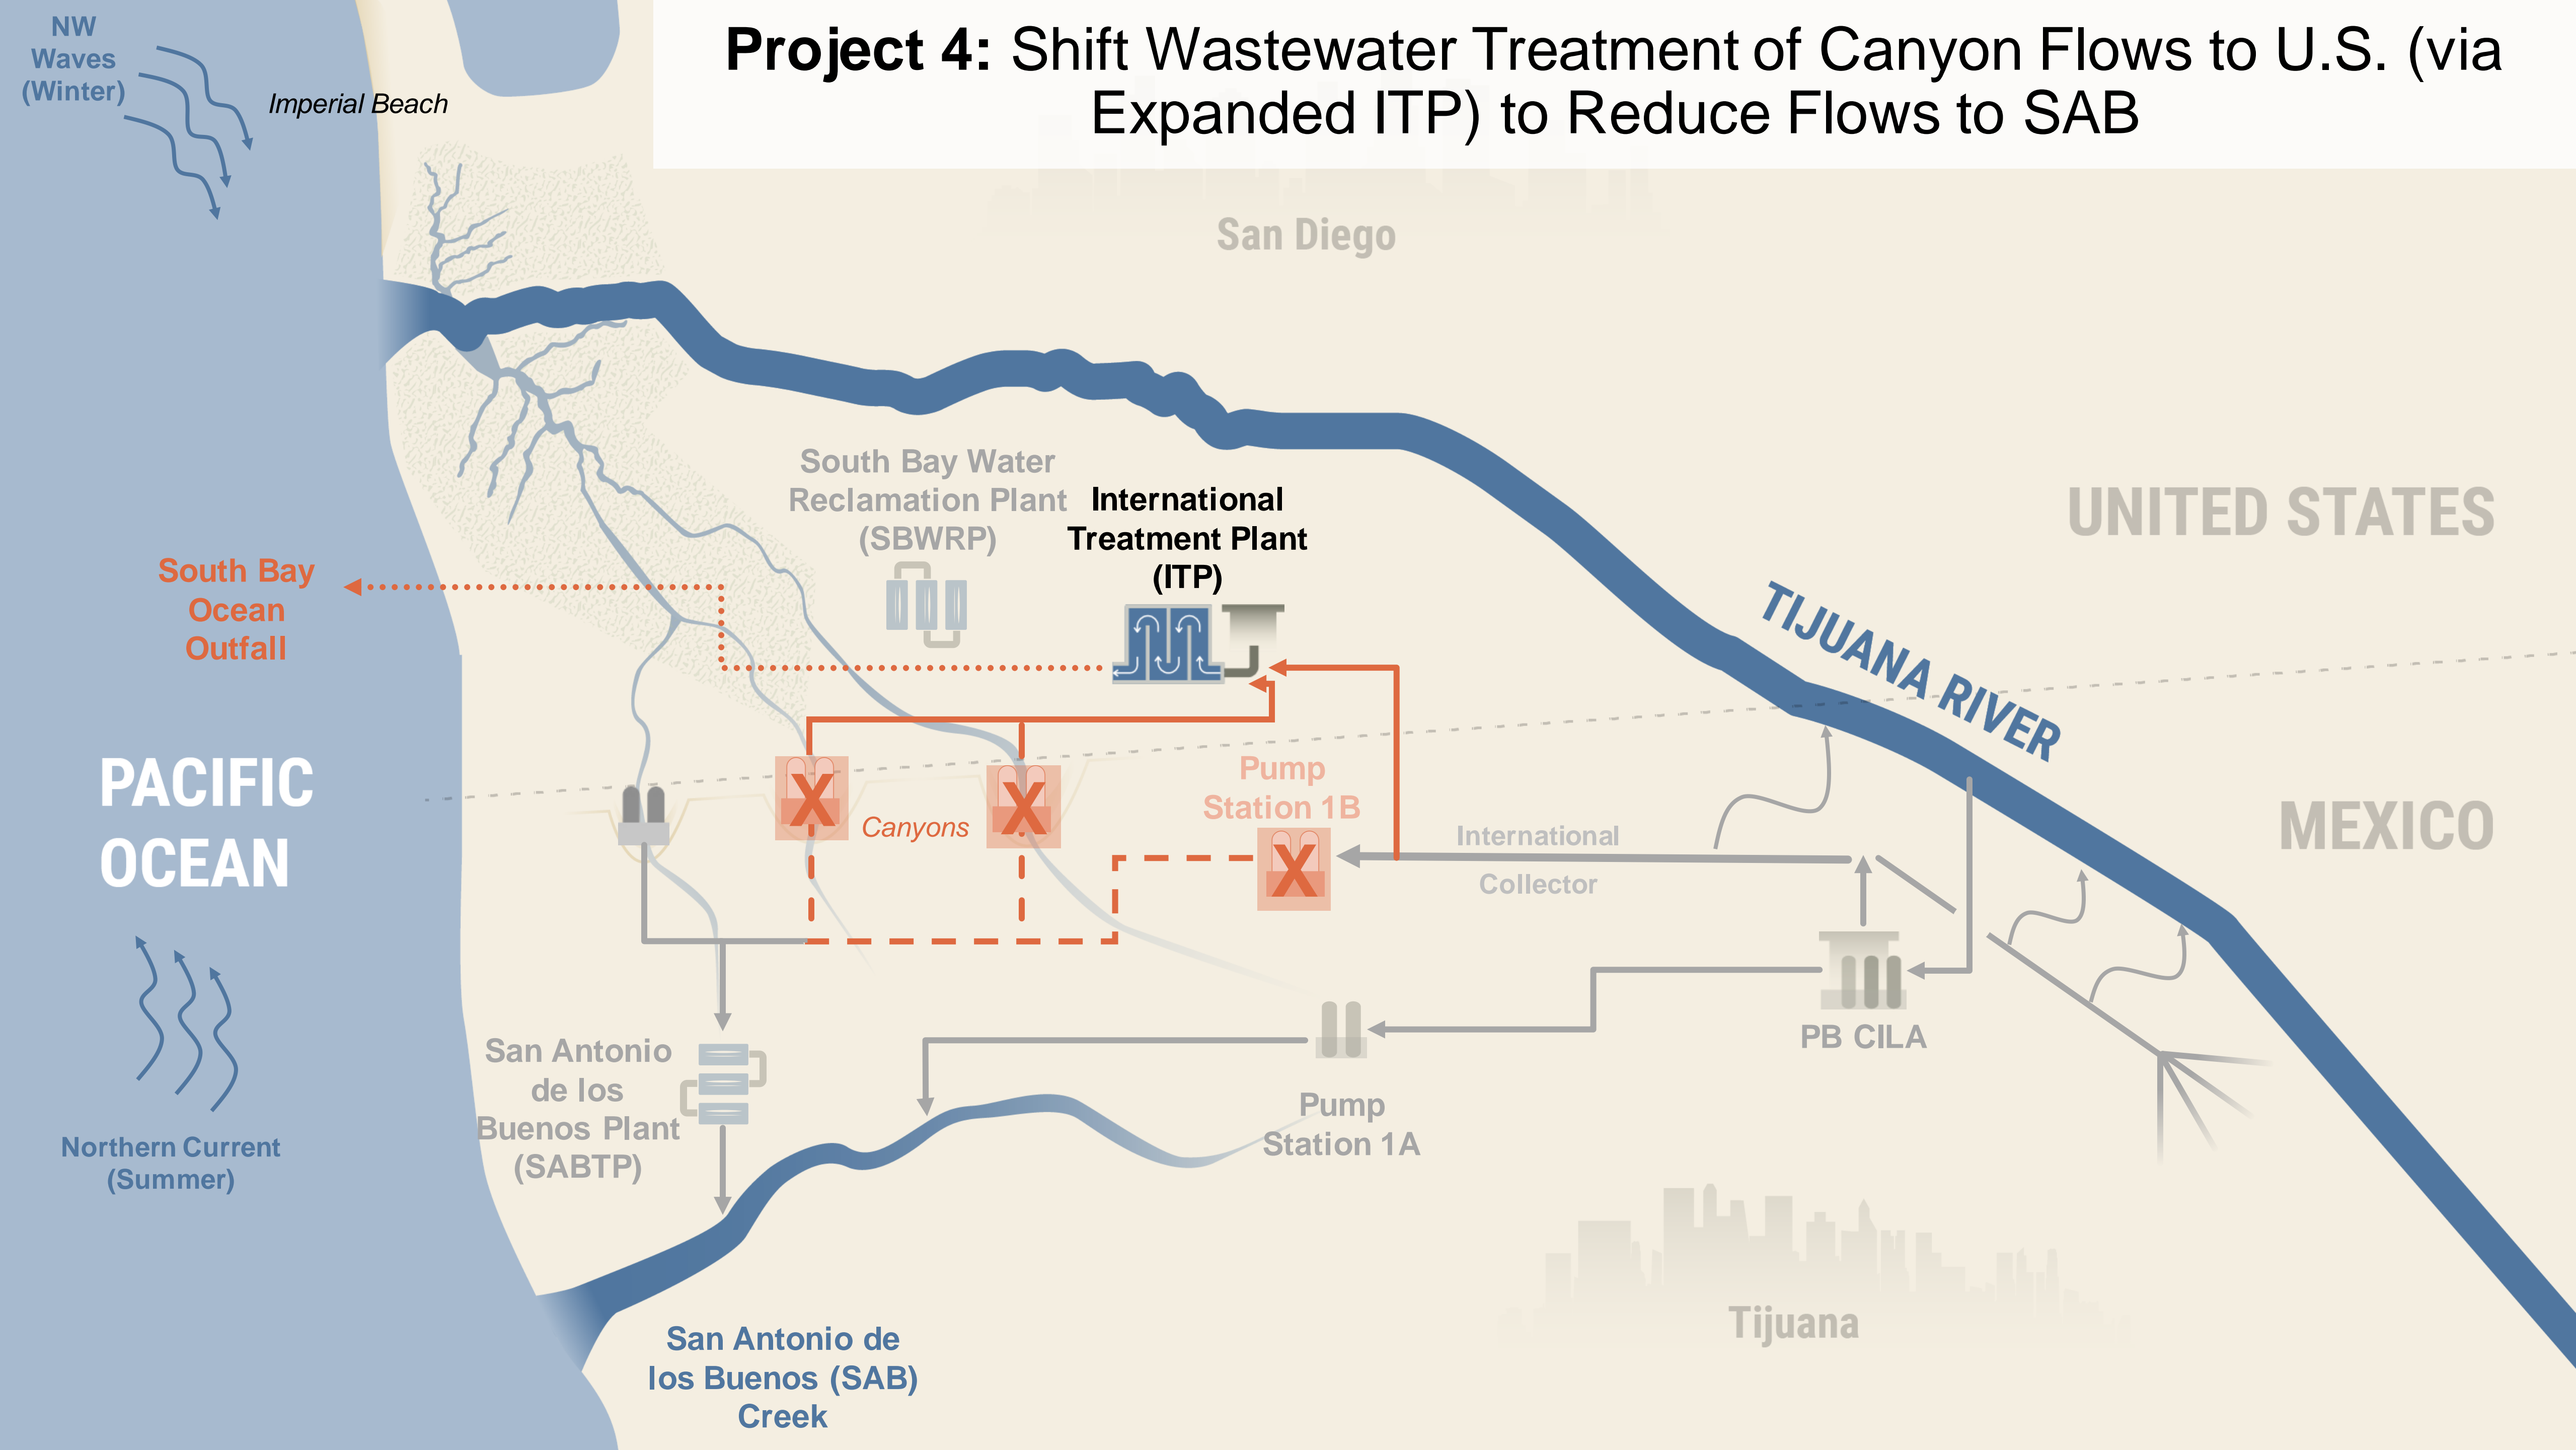 Project 4: Shift Wastewater Treatment of Canyon Flows to U.S. (via
Expanded ITP) to Reduce Flows to SAB
NW
Waves
(Winter)
Imperial Beach
San Diego
South Bay Water
Reclamation Plant
(SBWRP)
International
Treatment Plant
(ITP)
UNITED STATES
South Bay
Ocean
Outfall
TIJUANA RIVER
PACIFIC
OCEAN
X
X
Canyons
Pump
Station 1B
X
International
Collector
MEXICO
San Antonio
de los
Buenos Plant
(SABTP)
PB CILA
Pump
Station 1A
Northern Current
(Summer)
Tijuana
San Antonio de
los Buenos (SAB)
Creek